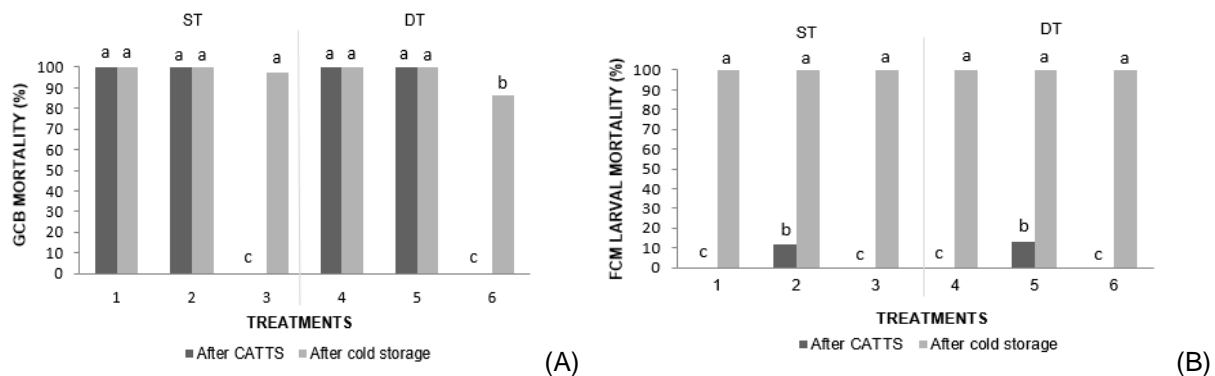 ST DT
a a a a a a a a a b
c c
100
90
80
70
60
50
40
30
20
10
0
GCB MORTALITY (%)
1 2 3 4 5 6
TREATMENTS
■ After CATTS ■ After cold storage
(A)
ST DT
a a a a a a
c b c c b c
100
90
80
70
60
50
40
30
20
10
0
FCM LARVAL MORTALITY (%)
1 2 3 4 5 6
TREATMENTS
■ After CATTS ■ After cold storage
(B)